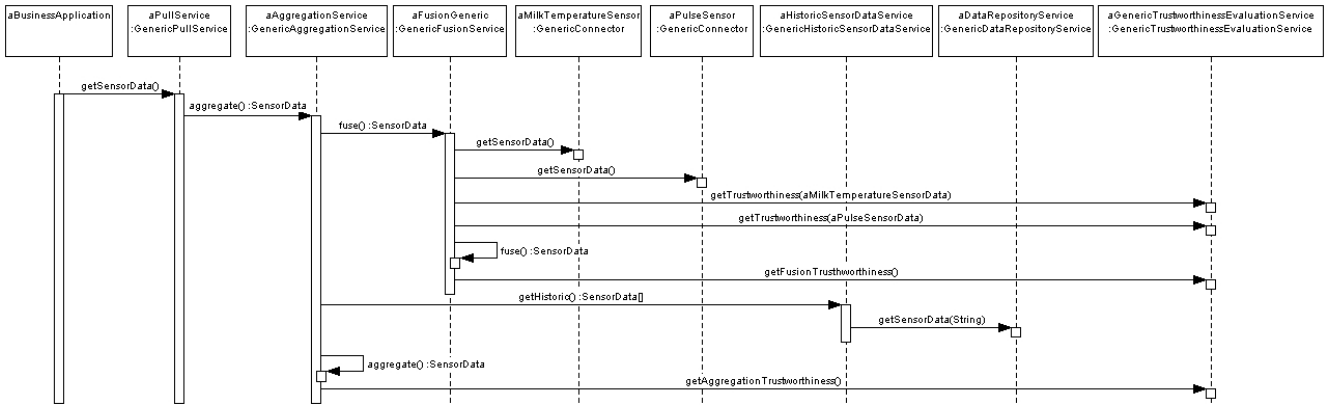 aBusinessApplication
aPullService
:GenericPullService
aAggregationService
:GenericAggregationService
aFusionGeneric
:GenericFusionService
aMilkTemperatureSensor
:GenericConnector
aPulseSensor
:GenericConnector
aHistoricSensorDataService
:GenericHistoricSensorDataService
aDataRepositoryService
:GenericDataRepositoryService
aGenericTrustworthinessEvaluationService
:GenericTrustworthinessEvaluationService
getSensorData()
aggregate() :SensorData
fuse() :SensorData
getSensorData()
getSensorData()
getTrustworthiness(aMilkTemperatureSensorData)
getTrustworthiness(aPulseSensorData)
fuse() :SensorData
getFusionTrusthworthiness()
getHistoric() :SensorData[]
getSensorData(String)
aggregate() :SensorData
getAggregationTrustworthiness()